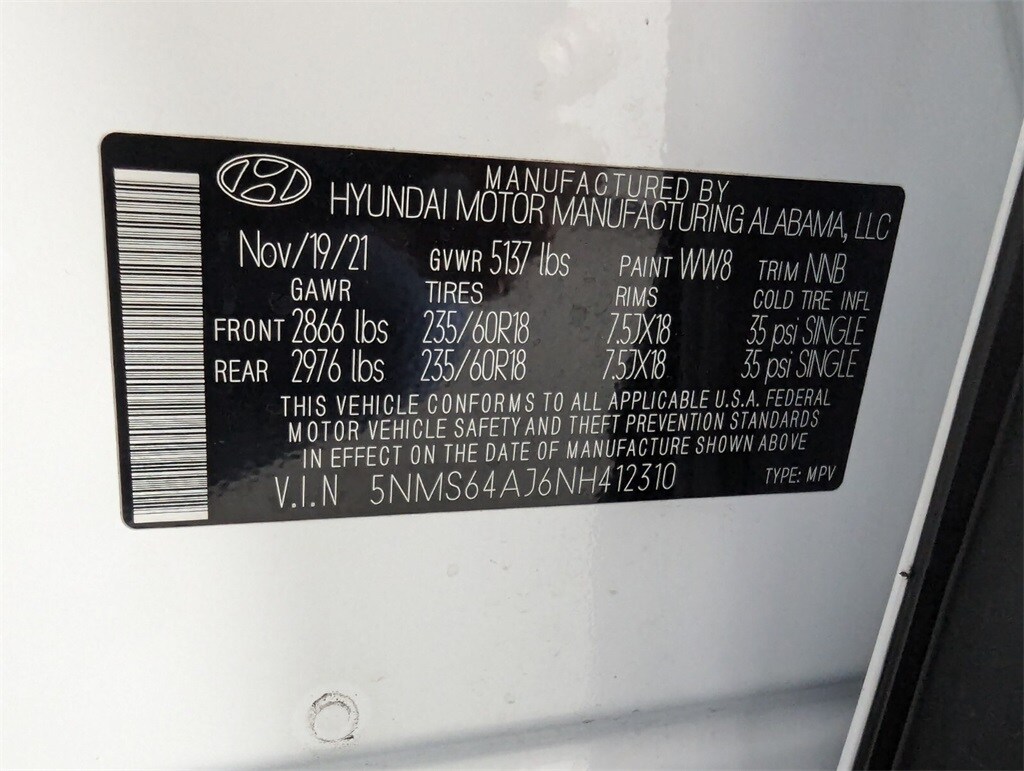 MANUFACTURED BY
HYUNDAI MOTOR MANUFACTURING ALABAMA, LLC
Nov/19/21 GVWR 5137 lbs PAINT WW8 TRIM NNB
GAWR TIRES RIMS COLD TIRE INFL
FRONT 2866 lbs 235/60R18 7.5JX18 35 psi SINGLE
REAR 2976 lbs 235/60R18 7.5JX18 35 psi SINGLE
THIS VEHICLE CONFORMS TO ALL APPLICABLE U.S.A. FEDERAL
MOTOR VEHICLE SAFETY AND THEFT PREVENTION STANDARDS
IN EFFECT ON THE DATE OF MANUFACTURE SHOWN ABOVE
V.I.N 5NMS64AJ6NH412310 TYPE: MPV